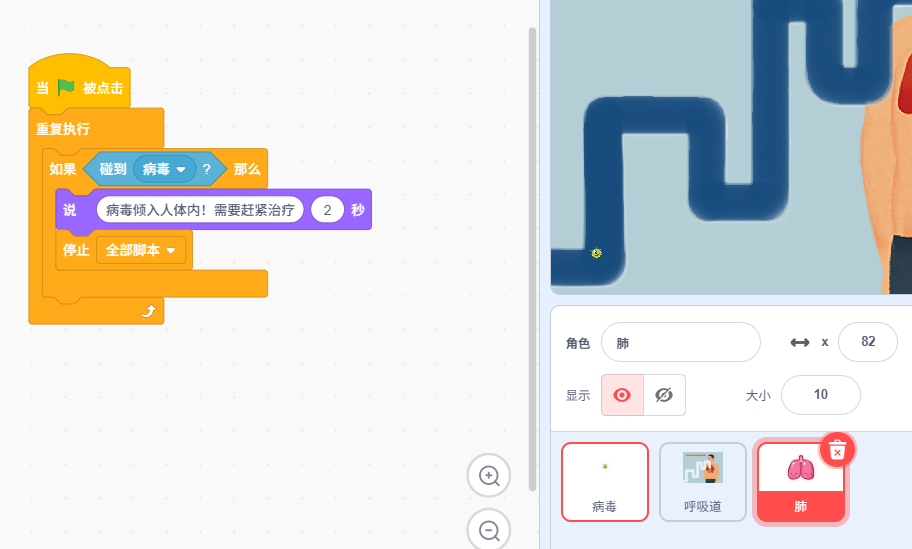 当 被点击
重复执行
如果 碰到 病毒 ? 那么
说 病毒倾入人体内！需要赶紧治疗 2 秒
停止 全部脚本
角色 肺 x 82
显示 大小 10
病毒 呼吸道 肺